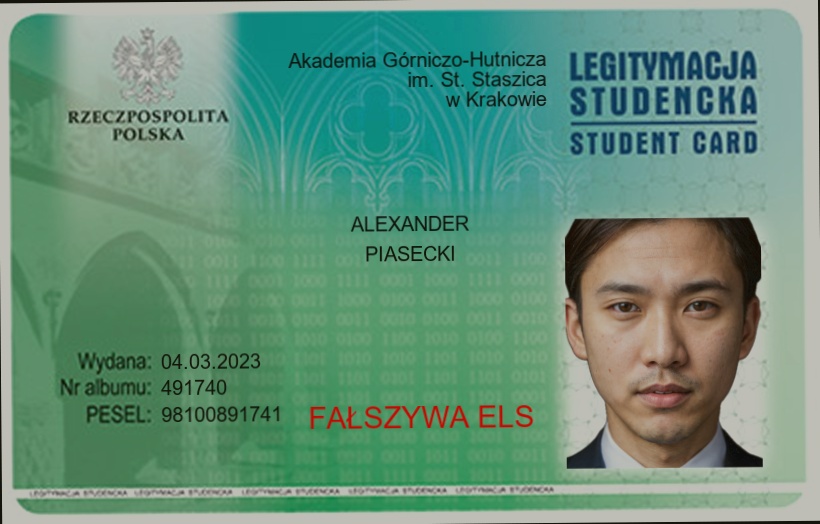 RZECZPOSPOLITA
POLSKA
Akademia Górniczo-Hutnicza
im. St. Staszica
w Krakowie
LEGITYMACJA
STUDENCKA
STUDENT CARD
ALEXANDER
PIASECKI
Wydana: 04.03.2023
Nr albumu: 491740
PESEL: 98100891741
FAŁSZYWA ELS
LEGITYMACJA STUDENCKA LEGITYMACJA STUDENCKA LEGITYMACJA STUDENCKA LEGITYMACJA STUDENCKA LEGITYMACJA STUDENCKA